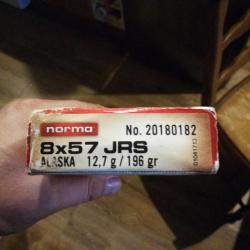 norma
No. 20180182
8x57 JRS
ALASKA 12,7 g / 196 gr